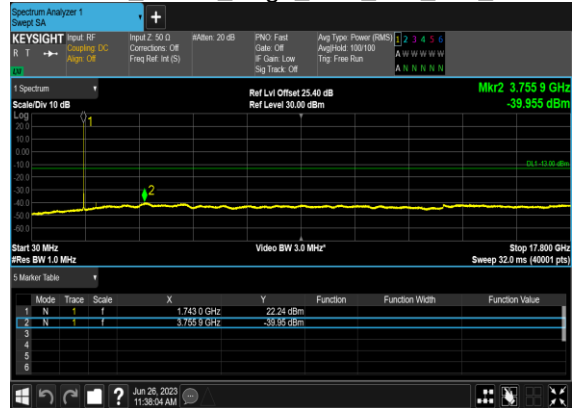 Spectrum Analyzer 1
Swept SA
+
KEYSIGHT Input: RF Input Z: 50 Ω #Atten: 20 dB PNO: Fast Avg Type: Power (RMS) 1 2 3 4 5 6
R T Coupling: DC Corrections: Off Gate: Off Avg|Hold: 100/100 A W W W W W
Align: Off Freq Ref: Int (S) IF Gain: Low Trig: Free Run
Sig Track: Off A N N N N N
1 Spectrum Ref Lvl Offset 25.40 dB Mkr2 3.755 9 GHz
Scale/Div 10 dB Ref Level 30.00 dBm -39.955 dBm
Log
1
20.0
10.0
0.00
-10.0
DL1 -13.00 dBm
-20.0
-30.0
2
-40.0
-50.0
-60.0
Start 30 MHz Video BW 3.0 MHz* Stop 17.800 GHz
#Res BW 1.0 MHz Sweep 32.0 ms (40001 pts)
5 Marker Table
Mode Trace Scale X Y Function Function Width Function Value
1 N 1 f 1.743 0 GHz 22.24 dBm
2 N 1 f 3.755 9 GHz -39.95 dBm
3
4
5
6
? Jun 26, 2023
11:38:04 AM